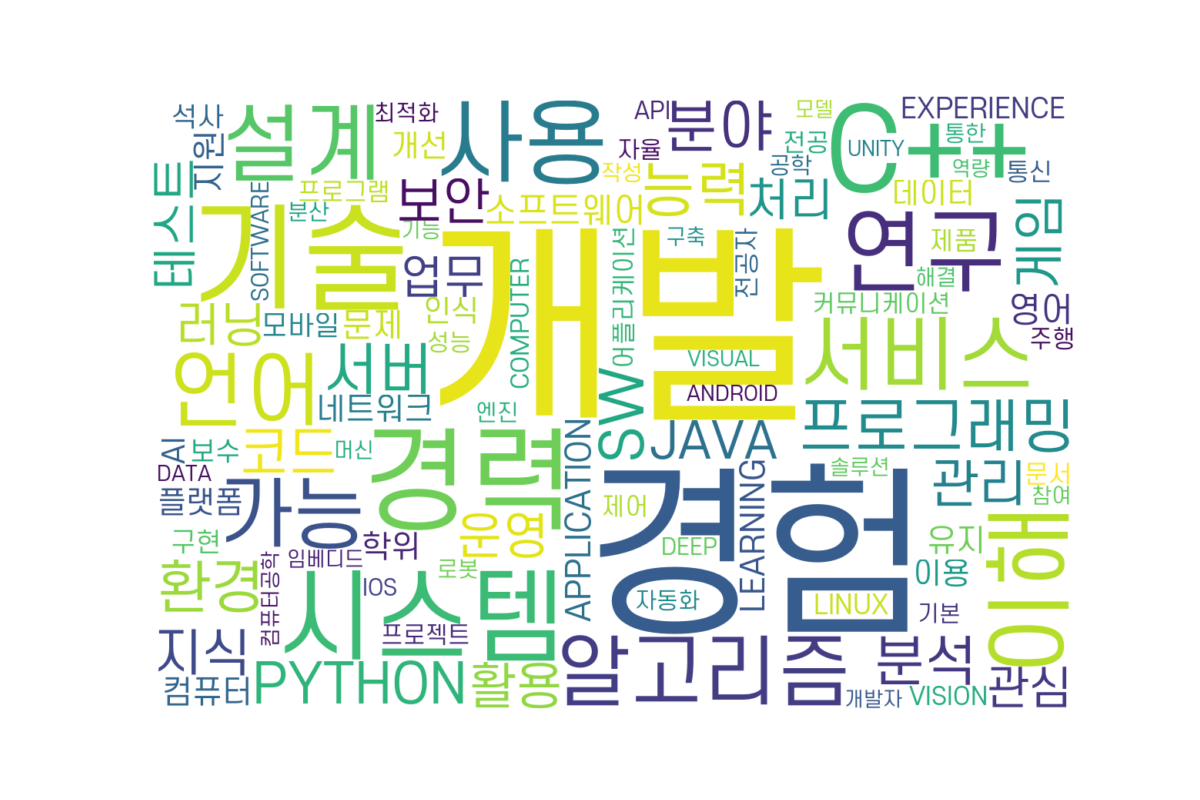 석사
지원
설계
최적화
개선
사용
API
자율
분야
모델
전공
공학
C++
UNITY
EXPERIENCE
통한
역량
통신
테스트
SOFTWARE
프로그램
분산
보안
기능
소프트웨어
작성
능력
처리
데이터
게임
기술
업무
개발
어플리케이션
구축
전공자
연구
제품
해결
영어
주행
러닝
모바일
문제
인식
성능
COMPUTER
VISUAL
커뮤니케이션
서비스
언어
서버
네트워크
엔진
SW
ANDROID
프로그래밍
AI
보수
DATA
코드
머신
경력
APPLICATION
JAVA
솔루션
관리
문서
참여
플랫폼
가능
운영
제어
경험
LEARNING
DEEP
유지
이해
구현
컴퓨터공학
임베디드
학위
로봇
환경
IOS
시스템
자동화
LINUX
이용
기본
지식
프로젝트
컴퓨터
PYTHON
활용
알고리즘
분석
개발자
VISION
관심